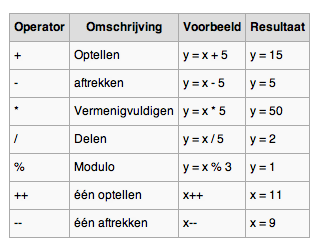 Operator Omschrijving Voorbeeld Resultaat
+ Optellen y = x + 5 y = 15
- aftrekken y = x - 5 y = 5
* Vermenigvuldigen y = x * 5 y = 50
/ Delen y = x / 5 y = 2
% Modulo y = x % 3 y = 1
++ één optellen x++ x = 11
-- één aftrekken x-- x = 9